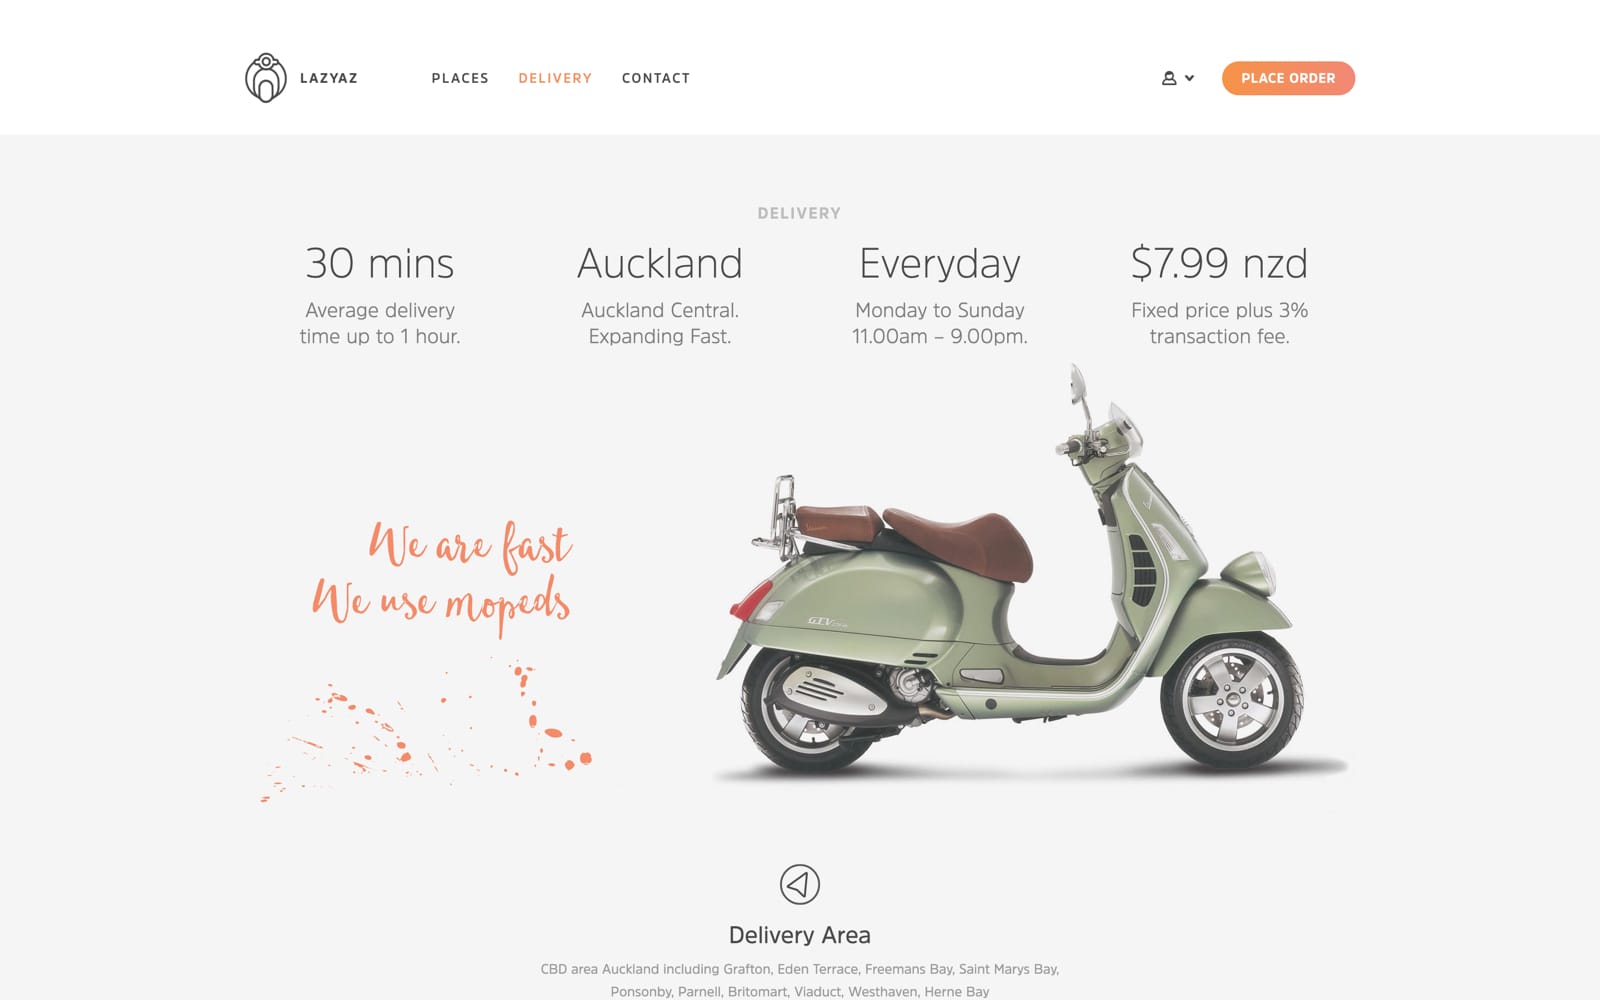 LAZYAZ
PLACES
DELIVERY
CONTACT
PLACE ORDER
DELIVERY
30 mins
Average delivery
time up to 1 hour.
Auckland
Auckland Central.
Expanding Fast.
Everyday
Monday to Sunday
11.00am – 9.00pm.
$7.99 nzd
Fixed price plus 3%
transaction fee.
We are fast
We use mopeds
GTV
Delivery Area
CBD area Auckland including Grafton, Eden Terrace, Freemans Bay, Saint Marys Bay,
Ponsonby, Parnell, Britomart, Viaduct, Westhaven, Herne Bay